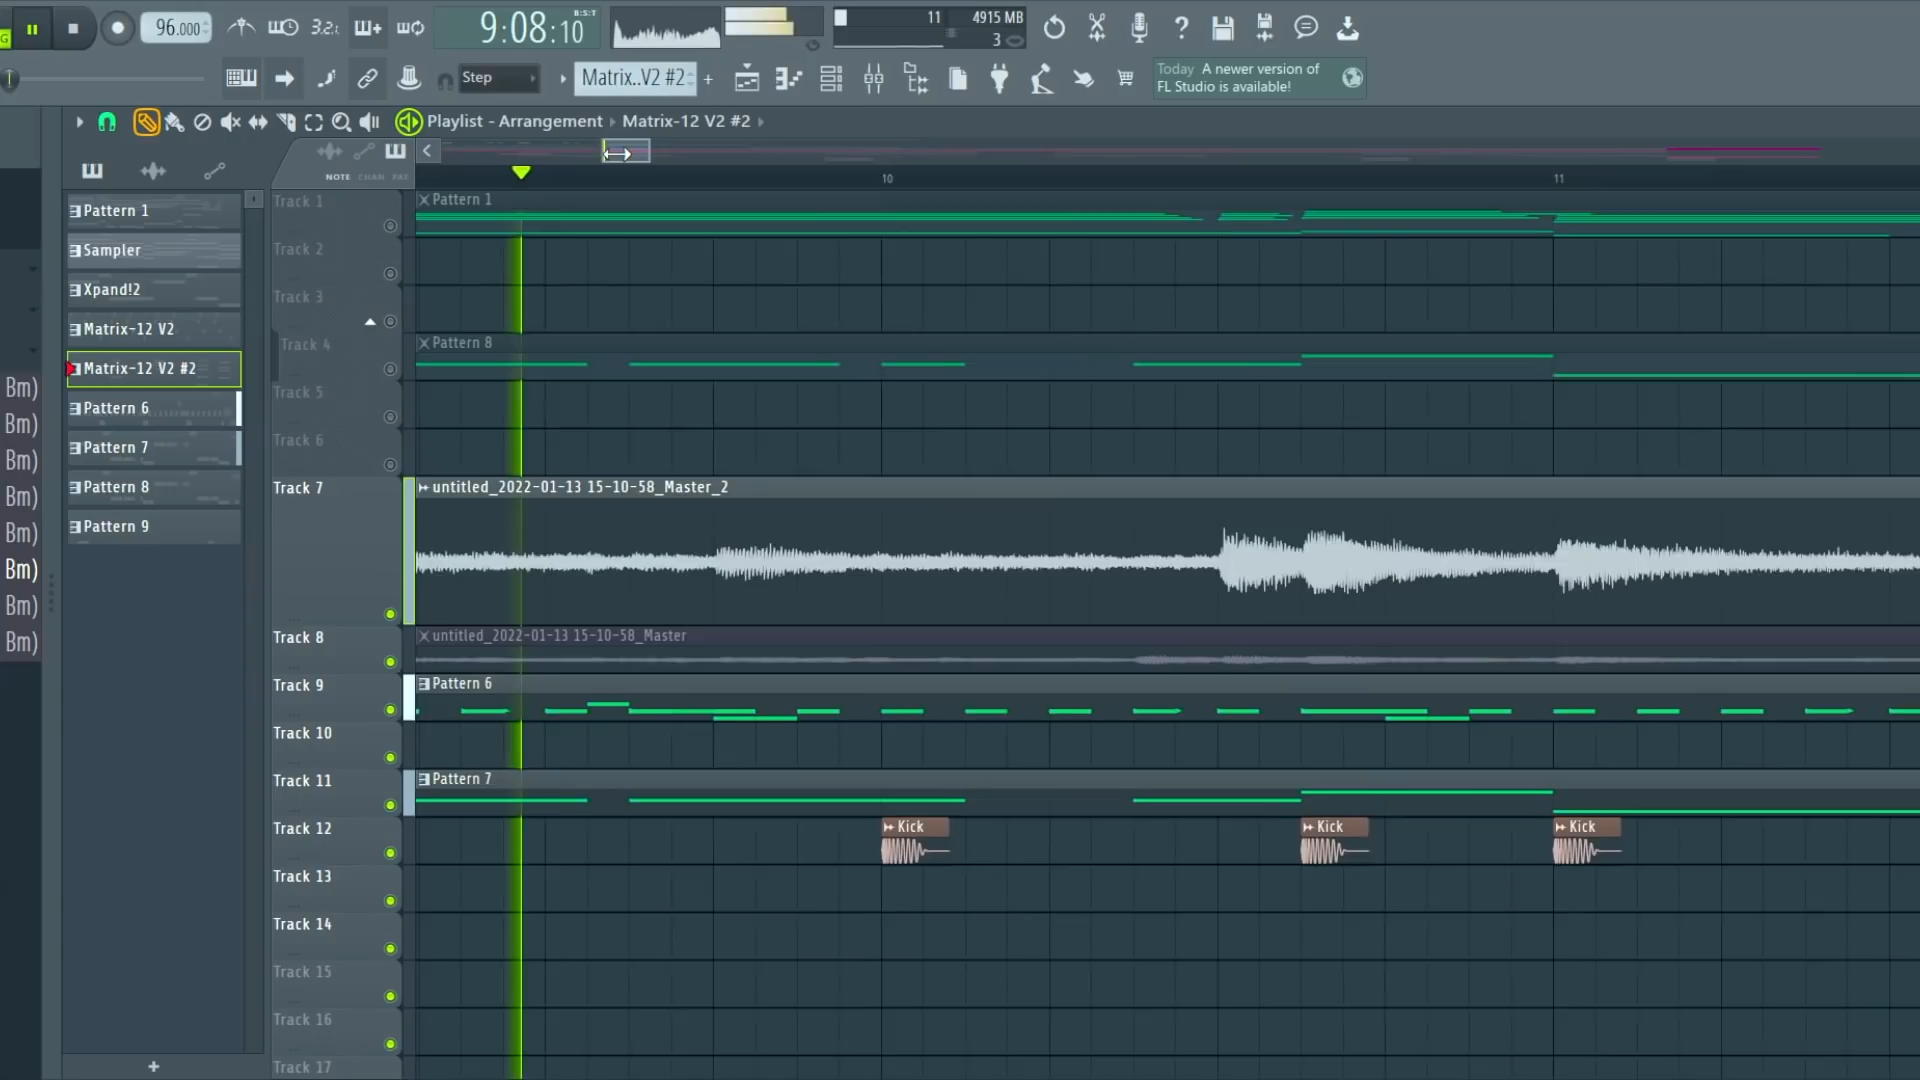 96.000
3.2.
9:08:10
B:S:T
11
4915 MB
3
Step
Matrix..V2 #2
Today A newer version of
FL Studio is available!
Playlist - Arrangement
Matrix-12 V2 #2
NOTE CHAN PAT
10
11
Pattern 1
Sampler
Xpand!2
Matrix-12 V2
Matrix-12 V2 #2
Pattern 6
Pattern 7
Pattern 8
Pattern 9
Bm)
Bm)
Bm)
Bm)
Bm)
Bm)
Bm)
Bm)
Track 1
Pattern 1
Track 2
Track 3
Track 4
Pattern 8
Track 5
Track 6
Track 7
untitled_2022-01-13 15-10-58_Master_2
Track 8
untitled_2022-01-13 15-10-58_Master
Track 9
Pattern 6
Track 10
Track 11
Pattern 7
Track 12
Kick
Kick
Kick
Track 13
Track 14
Track 15
Track 16
Track 17